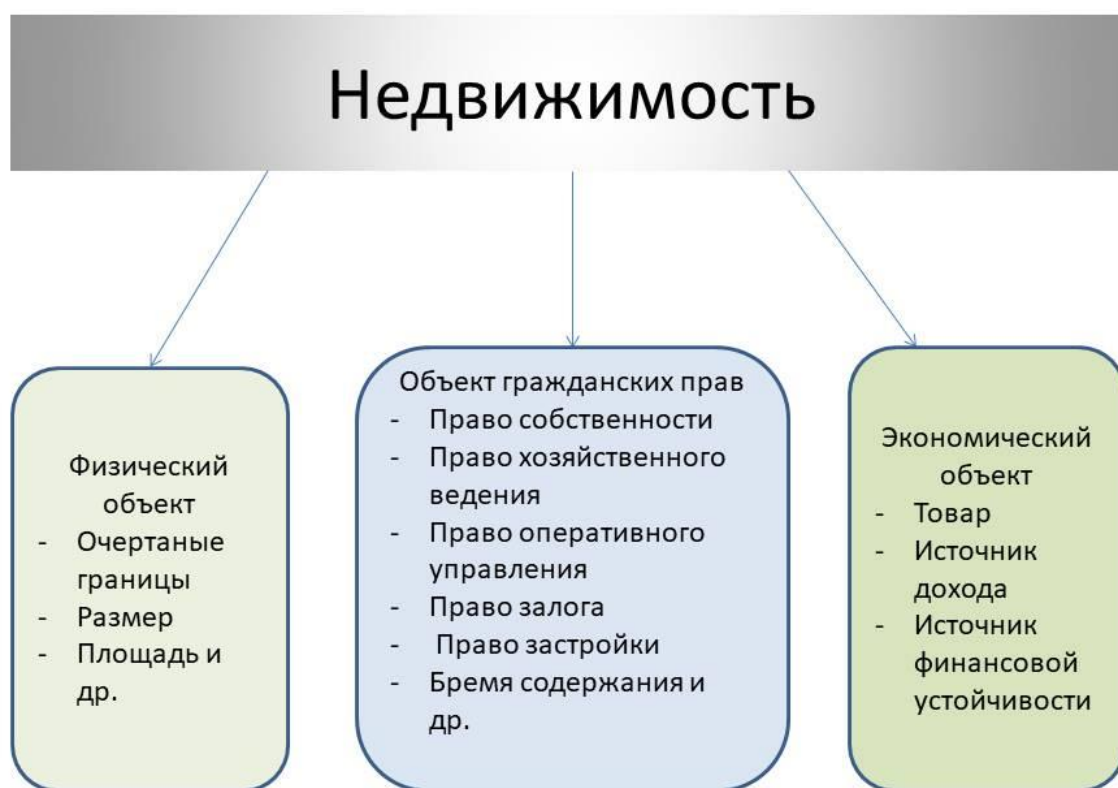 Недвижимость
Физический
объект
- Очертаные
границы
- Размер
- Площадь и
др.
Объект гражданских прав
- Право собственности
- Право хозяйственного
ведения
- Право оперативного
управления
- Право залога
- Право застройки
- Бремя содержания и
др.
Экономический
объект
- Товар
- Источник
дохода
- Источник
финансовой
устойчивости